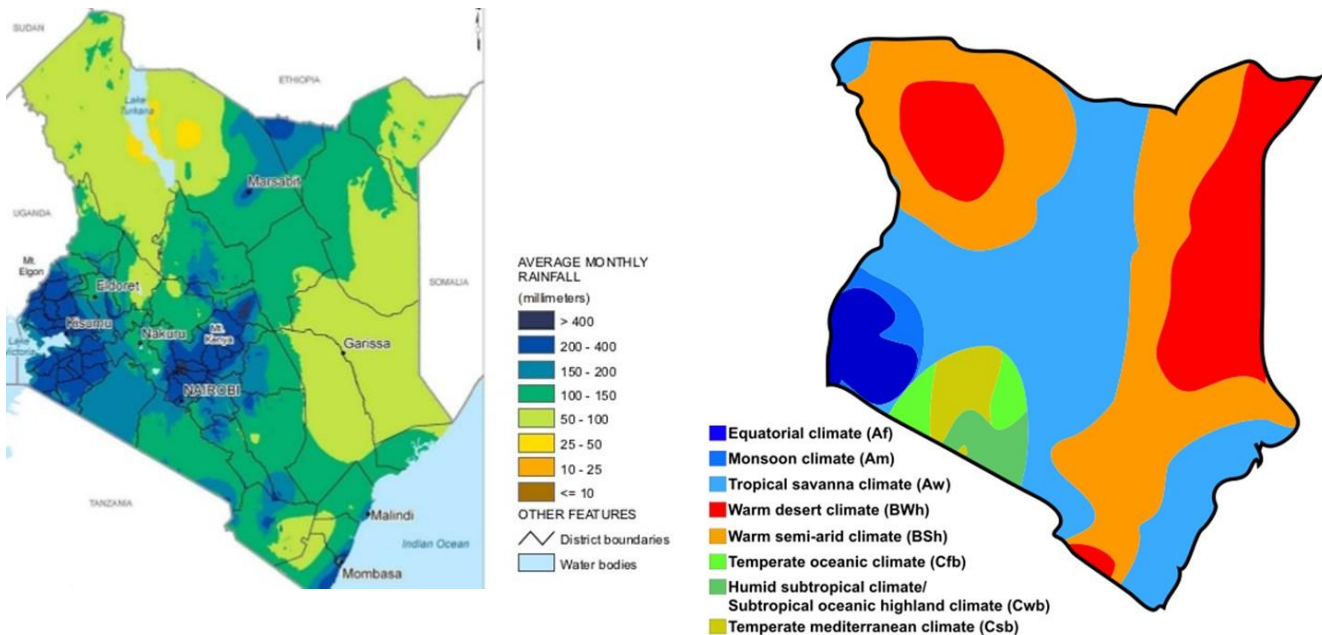 SUDAN
ETHIOPIA
Lake
Turkana
Marsabit
UGANDA
Mt.
Elgon
Eldoret
SOMALIA
Kisumu
Nakuru
Mt.
Kenya
Garissa
Lake
Victoria
NAIROBI
TANZANIA
Malindi
Indian Ocean
Mombasa
AVERAGE MONTHLY
RAINFALL
(millimeters)
> 400
200 - 400
150 - 200
100 - 150
50 - 100
25 - 50
10 - 25
<= 10
OTHER FEATURES
District boundaries
Water bodies
Equatorial climate (Af)
Monsoon climate (Am)
Tropical savanna climate (Aw)
Warm desert climate (BWh)
Warm semi-arid climate (BSh)
Temperate oceanic climate (Cfb)
Humid subtropical climate/
Subtropical oceanic highland climate (Cwb)
Temperate mediterranean climate (Csb)